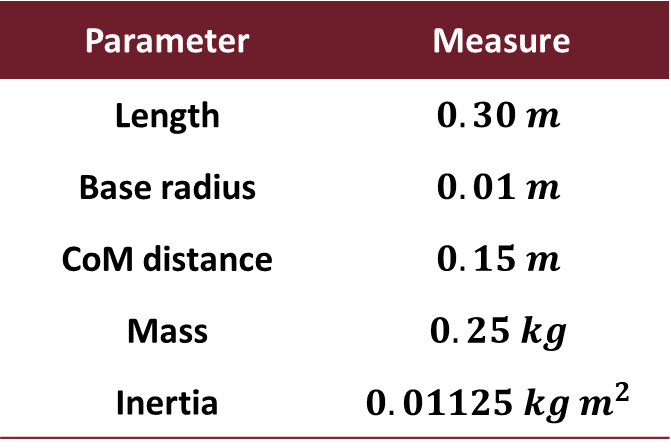 Parameter Measure
Length 0.30 m
Base radius 0.01 m
CoM distance 0.15 m
Mass 0.25 kg
Inertia 0.01125 kg m²